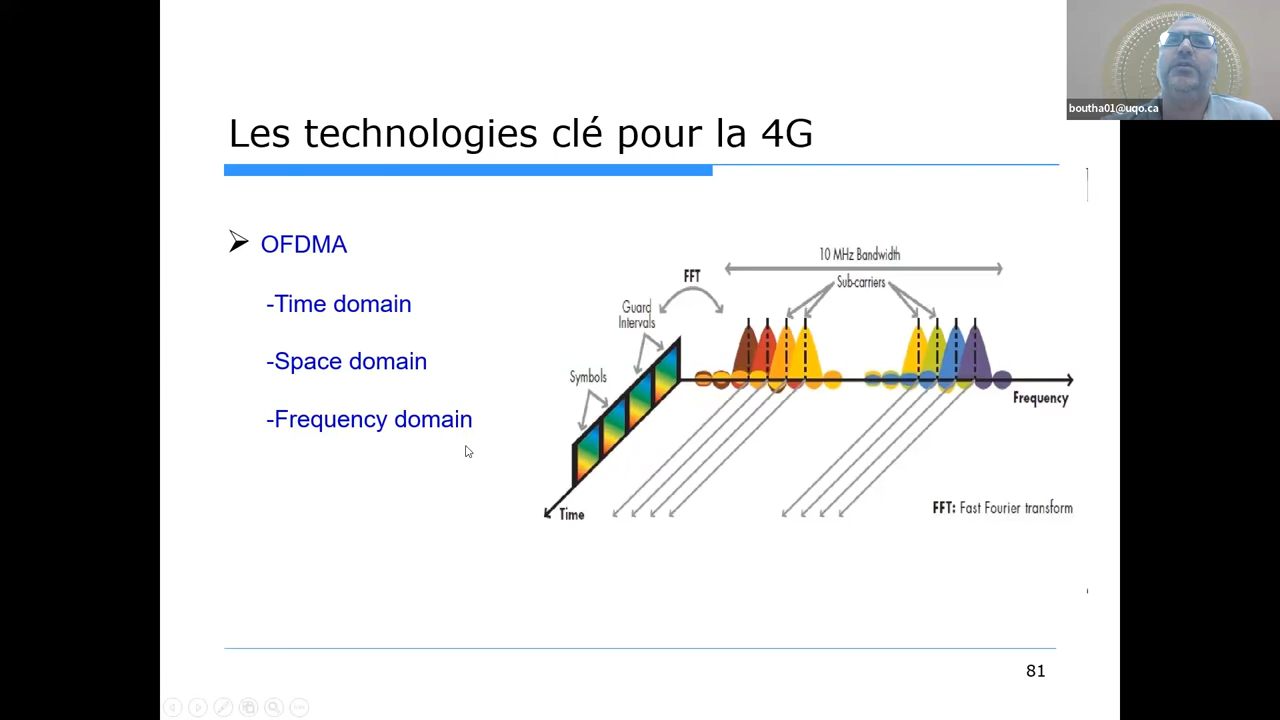 boutha01@uqo.ca
Les technologies clé pour la 4G
OFDMA
-Time domain
-Space domain
-Frequency domain
10 MHz Bandwidth
FFT
Sub-carriers
Guard
Intervals
Symbols
Frequency
Time
FFT: Fast Fourier transform
81